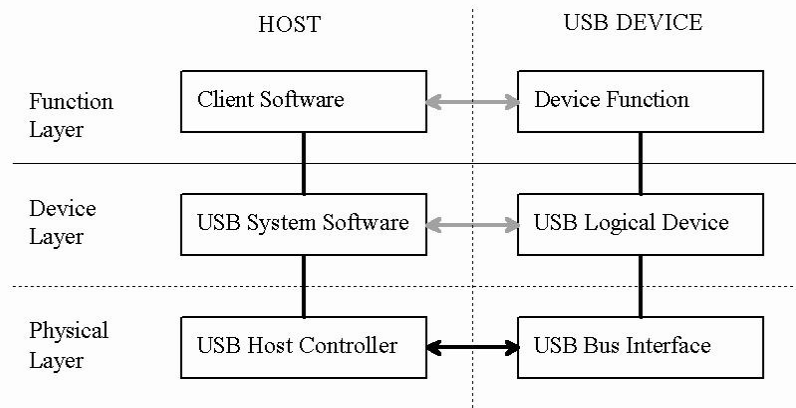 HOST
USB DEVICE
Function
Layer
Client Software
Device Function
Device
Layer
USB System Software
USB Logical Device
Physical
Layer
USB Host Controller
USB Bus Interface